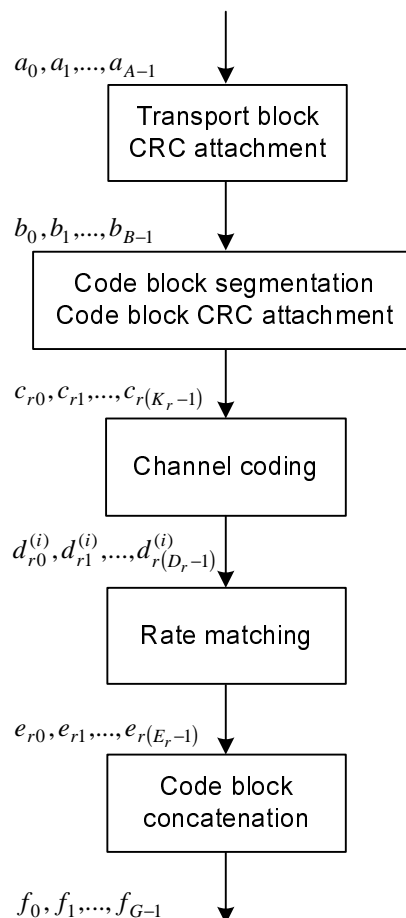 a_0, a_1,..., a_{A-1}
Transport block
CRC attachment
b_0, b_1,..., b_{B-1}
Code block segmentation
Code block CRC attachment
c_{r0}, c_{r1},..., c_{r(K_r-1)}
Channel coding
d_{r0}^{(i)}, d_{r1}^{(i)},..., d_{r(D_r-1)}^{(i)}
Rate matching
e_{r0}, e_{r1},..., e_{r(E_r-1)}
Code block
concatenation
f_0, f_1,..., f_{G-1}